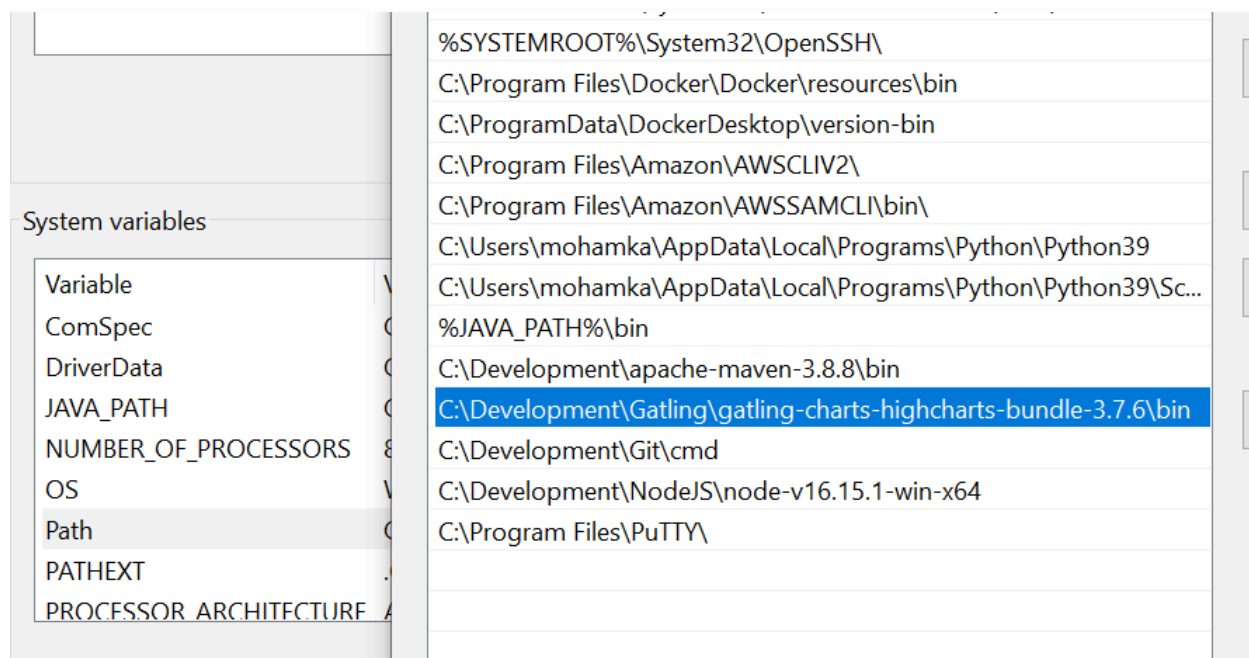 %SYSTEMROOT%\System32\OpenSSH\
C:\Program Files\Docker\Docker\resources\bin
C:\ProgramData\DockerDesktop\version-bin
C:\Program Files\Amazon\AWSCLIV2\
C:\Program Files\Amazon\AWSSAMCLI\bin\
C:\Users\mohamka\AppData\Local\Programs\Python\Python39
C:\Users\mohamka\AppData\Local\Programs\Python\Python39\Sc...
%JAVA_PATH%\bin
C:\Development\apache-maven-3.8.8\bin
C:\Development\Gatling\gatling-charts-highcharts-bundle-3.7.6\bin
C:\Development\Git\cmd
C:\Development\NodeJS\node-v16.15.1-win-x64
C:\Program Files\PuTTY\
System variables
Variable
ComSpec
DriverData
JAVA_PATH
NUMBER_OF_PROCESSORS
OS
Path
PATHEXT
PROCESSOR_ARCHITECTURE